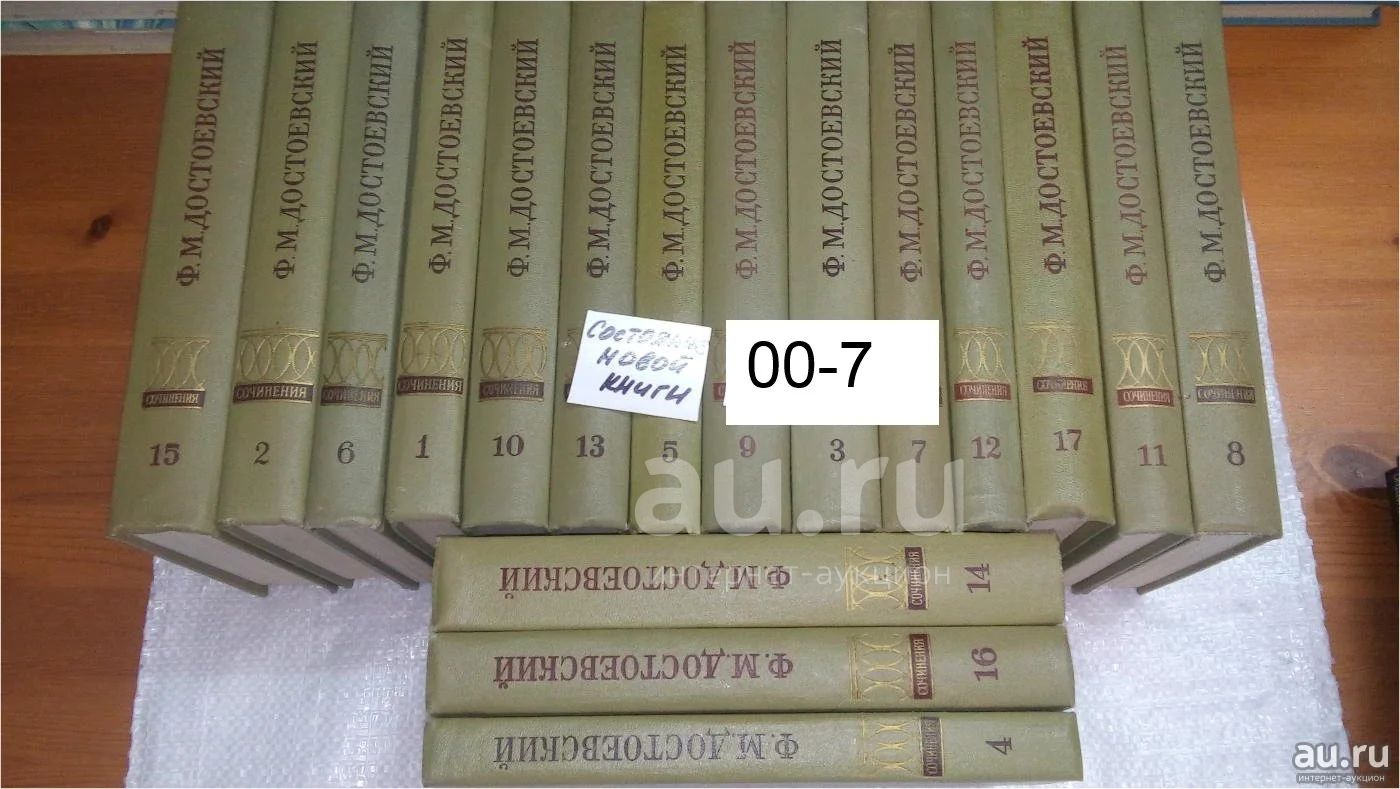 Ф.М.ДОСТОЕВСКИЙ
СОЧИНЕНИЯ
15
Ф.М.ДОСТОЕВСКИЙ
СОЧИНЕНИЯ
2
Ф.М.ДОСТОЕВСКИЙ
СОЧИНЕНИЯ
6
Ф.М.ДОСТОЕВСКИЙ
СОЧИНЕНИЯ
1
Ф.М.ДОСТОЕВСКИЙ
СОЧИНЕНИЯ
10
Ф.М.ДОСТОЕВСКИЙ
13
Ф.М.ДОСТОЕВСКИЙ
5
Ф.М.ДОСТОЕВСКИЙ
9
Ф.М.ДОСТОЕВСКИЙ
3
Ф.М.ДОСТОЕВСКИЙ
7
Ф.М.ДОСТОЕВСКИЙ
СОЧИНЕНИЯ
12
Ф.М.ДОСТОЕВСКИЙ
СОЧИНЕНИЯ
17
Ф.М.ДОСТОЕВСКИЙ
СОЧИНЕНИЯ
11
Ф.М.ДОСТОЕВСКИЙ
СОЧИНЕНИЯ
8
Состояние
новой
книги
00-7
au.ru
интернет-аукцион
Ф.М.ДОСТОЕВСКИЙ
СОЧИНЕНИЯ
14
Ф.М.ДОСТОЕВСКИЙ
СОЧИНЕНИЯ
16
Ф.М.ДОСТОЕВСКИЙ
СОЧИНЕНИЯ
4
au.ru
интернет-аукцион